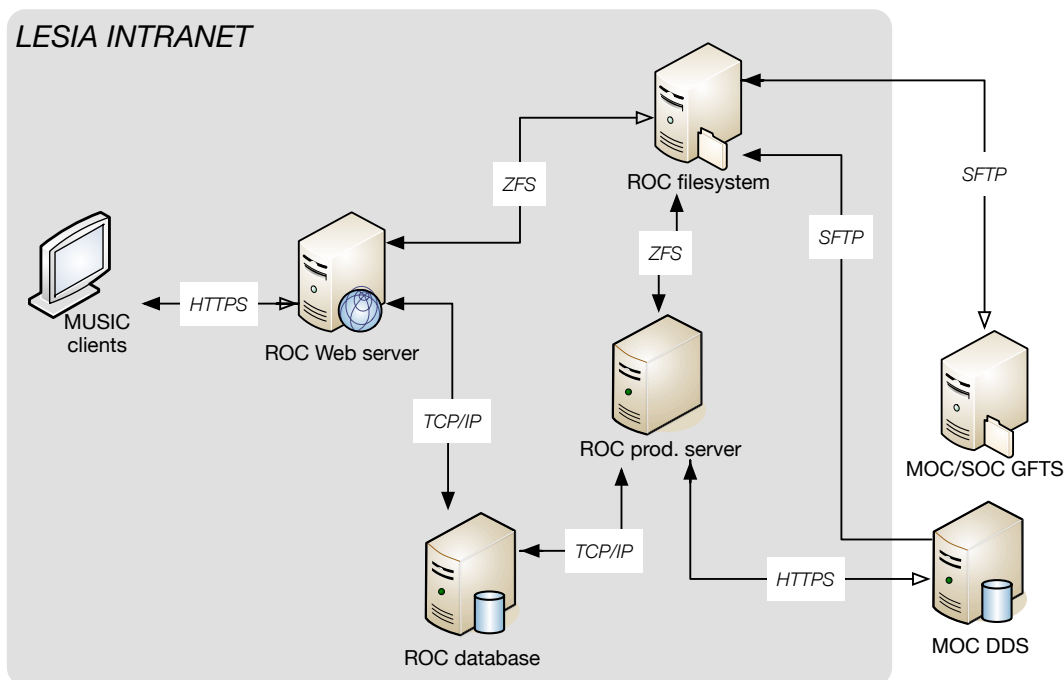 LESIA INTRANET
ROC filesystem
ZFS
SFTP
ZFS
SFTP
HTTPS
MUSIC
clients
ROC Web server
TCP/IP
ROC prod. server
MOC/SOC GFTS
TCP/IP
HTTPS
ROC database
MOC DDS